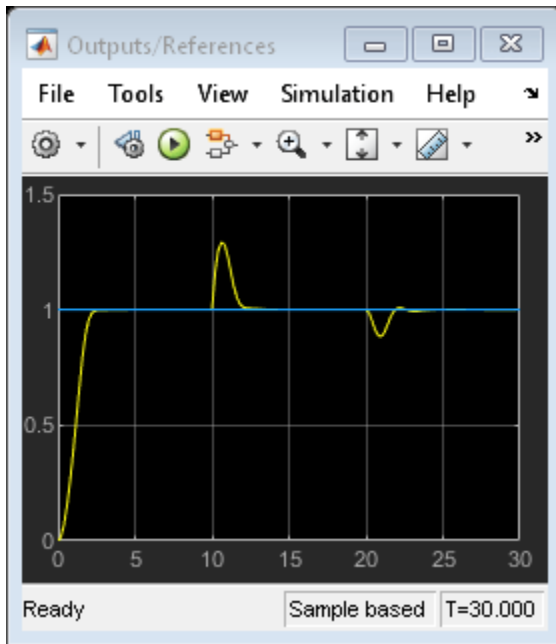 Outputs/References
File Tools View Simulation Help
1.5
1
0.5
0
0 5 10 15 20 25 30
Ready Sample based T=30.000